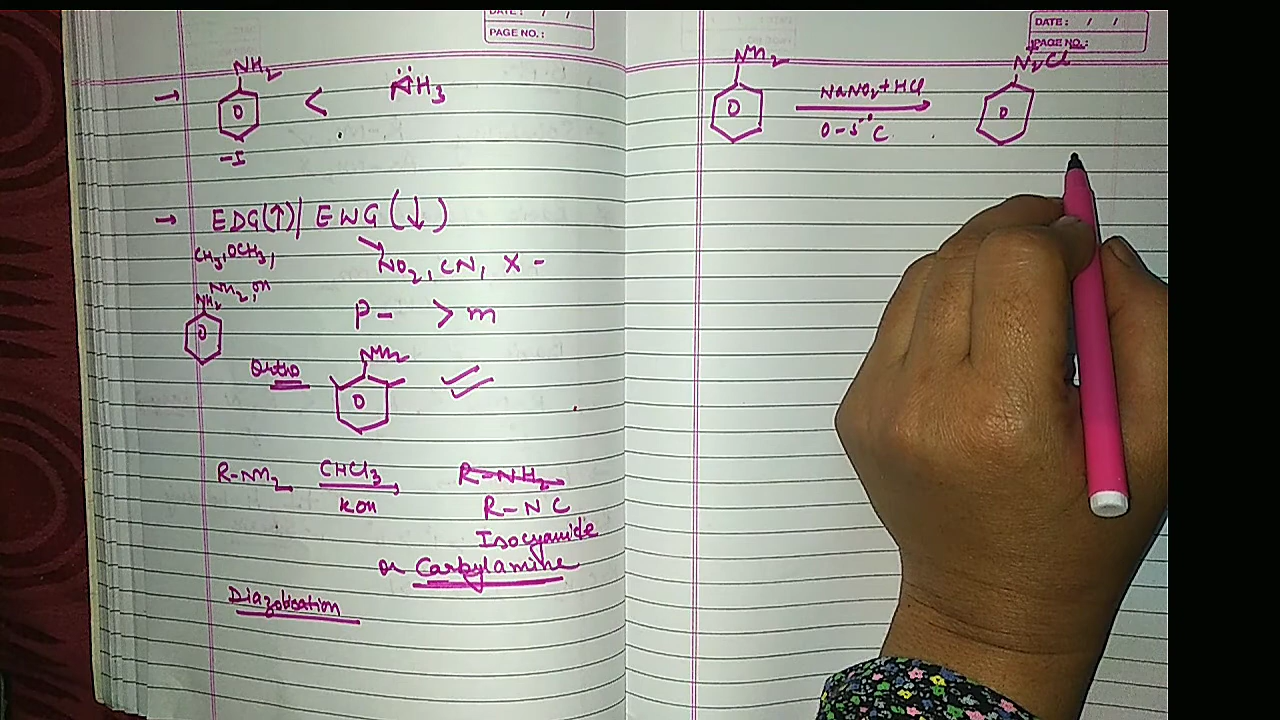 DATE: / /
PAGE NO.:
→ NH2 < N̈H3
-I
→ EDG(↑) | EWG (↓)
CH3, OCH3,
NH2, OH
NO2, CN, X -
NH2
P- > m
Ortho NH2
R-NH2 CHCl3 R-NH2
KOH R-NC
Isocyanide
or Carbylamine
Diazotisation
DATE: / /
PAGE NO.:
NH2 NaNO2+HCl N2Cl
0-5°C